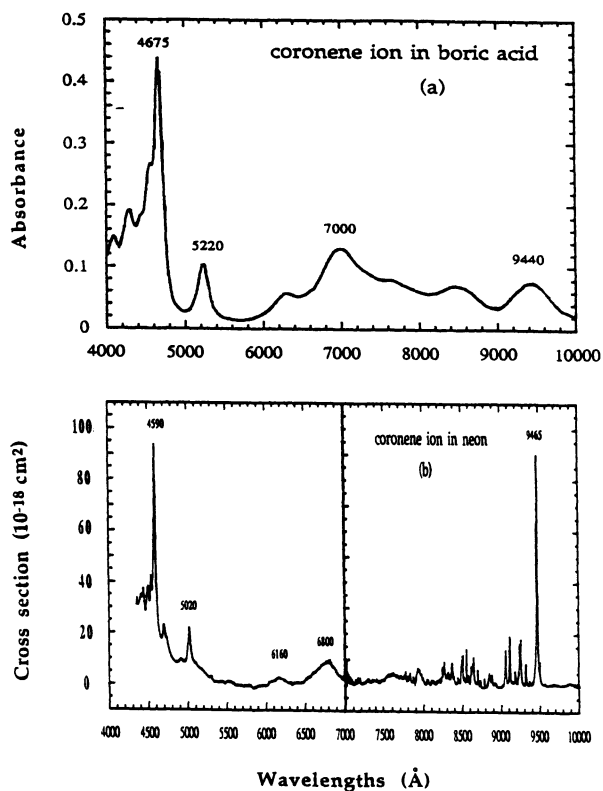 0.5
4675
coronene ion in boric acid
(a)
0.4
0.3
Absorbance
0.2
7000
5220
9440
0.1
0
4000 5000 6000 7000 8000 9000 10000
100
4590
coronene ion in neon
9465
(b)
80
60
Cross section (10-18 cm2)
40
5020
20
6160
6800
0
4000 4500 5000 5500 6000 6500 7000 7500 8000 8500 9000 9500 10000
Wavelengths (Å)